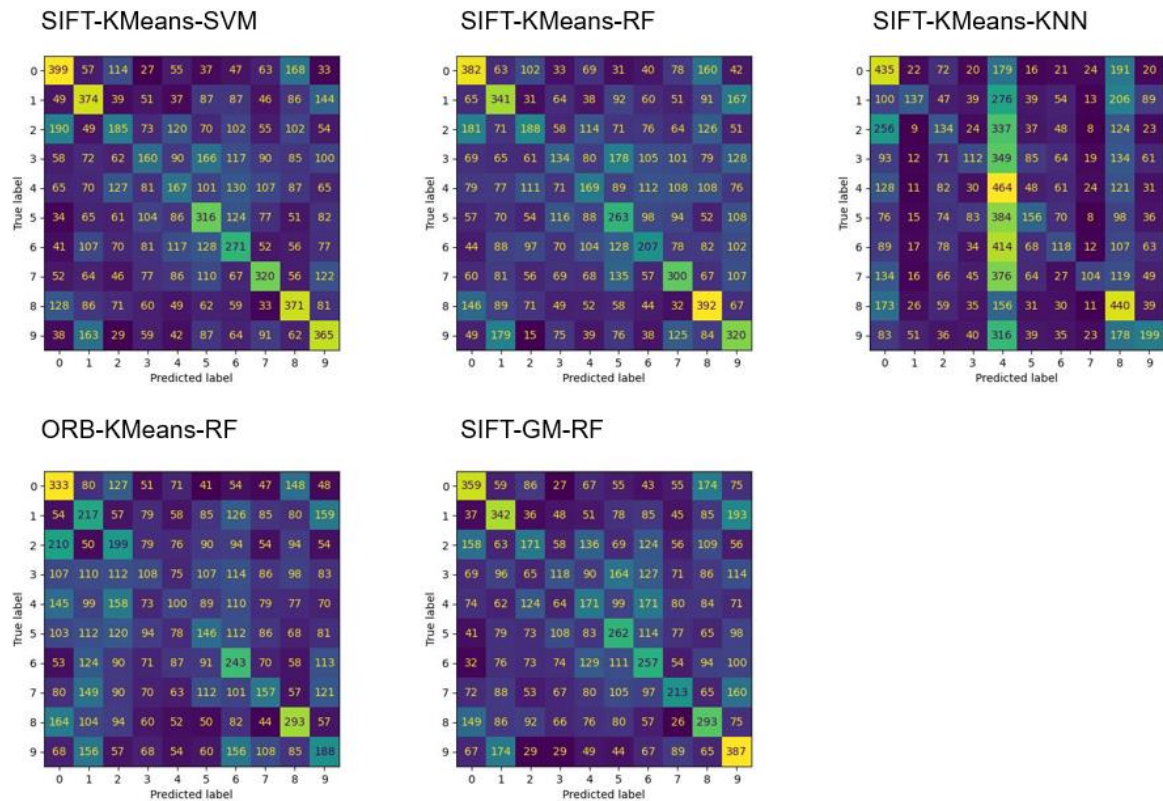 SIFT-KMeans-SVM
SIFT-KMeans-RF
SIFT-KMeans-KNN
True label
0 399 57 114 27 55 37 47 63 168 33
1 49 374 39 51 37 87 87 46 86 144
2 190 49 185 73 120 70 102 55 102 54
3 58 72 62 160 90 166 117 90 85 100
4 65 70 127 81 167 101 130 107 87 65
5 34 65 61 104 86 316 124 77 51 82
6 41 107 70 81 117 128 271 52 56 77
7 52 64 46 77 86 110 67 320 56 122
8 128 86 71 60 49 62 59 33 371 81
9 38 163 29 59 42 87 64 91 62 365
0 1 2 3 4 5 6 7 8 9
Predicted label
True label
0 382 63 102 33 69 31 40 78 160 42
1 65 341 31 64 38 92 60 51 91 167
2 181 71 188 58 114 71 76 64 126 51
3 69 65 61 134 80 178 105 101 79 128
4 79 77 111 71 169 89 112 108 108 76
5 57 70 54 116 88 263 98 94 52 108
6 44 88 97 70 104 128 207 78 82 102
7 60 81 56 69 68 135 57 300 67 107
8 146 89 71 49 52 58 44 32 392 67
9 49 179 15 75 39 76 38 125 84 320
0 1 2 3 4 5 6 7 8 9
Predicted label
True label
0 435 22 72 20 179 16 21 24 191 20
1 100 137 47 39 276 39 54 13 206 89
2 256 9 134 24 337 37 48 8 124 23
3 93 12 71 112 349 85 64 19 134 61
4 128 11 82 30 464 48 61 24 121 31
5 76 15 74 83 384 156 70 8 98 36
6 89 17 78 34 414 68 118 12 107 63
7 134 16 66 45 376 64 27 104 119 49
8 173 26 59 35 156 31 30 11 440 39
9 83 51 36 40 316 39 35 23 178 199
0 1 2 3 4 5 6 7 8 9
Predicted label
ORB-KMeans-RF
SIFT-GM-RF
True label
0 333 80 127 51 71 41 54 47 148 48
1 54 217 57 79 58 85 126 85 80 159
2 210 50 199 79 76 90 94 54 94 54
3 107 110 112 108 75 107 114 86 98 83
4 145 99 158 73 100 89 110 79 77 70
5 103 112 120 94 78 146 112 86 68 81
6 53 124 90 71 87 91 243 70 58 113
7 80 149 90 70 63 112 101 157 57 121
8 164 104 94 60 52 50 82 44 293 57
9 68 156 57 68 54 60 156 108 85 188
0 1 2 3 4 5 6 7 8 9
Predicted label
True label
0 359 59 86 27 67 55 43 55 174 75
1 37 342 36 48 51 78 85 45 85 193
2 158 63 171 58 136 69 124 56 109 56
3 69 96 65 118 90 164 127 71 86 114
4 74 62 124 64 171 99 171 80 84 71
5 41 79 73 108 83 262 114 77 65 98
6 32 76 73 74 129 111 257 54 94 100
7 72 88 53 67 80 105 97 213 65 160
8 149 86 92 66 76 80 57 26 293 75
9 67 174 29 29 49 44 67 89 65 387
0 1 2 3 4 5 6 7 8 9
Predicted label